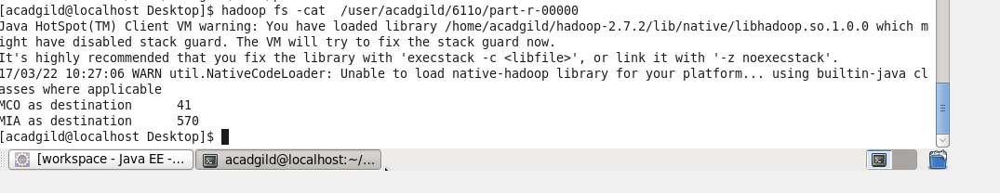 [acadgild@localhost Desktop]$ hadoop fs -cat  /user/acadgild/611o/part-r-00000
Java HotSpot(TM) Client VM warning: You have loaded library /home/acadgild/hadoop-2.7.2/lib/native/libhadoop.so.1.0.0 which m
ight have disabled stack guard. The VM will try to fix the stack guard now.
It's highly recommended that you fix the library with 'execstack -c <libfile>', or link it with '-z noexecstack'.
17/03/22 10:27:06 WARN util.NativeCodeLoader: Unable to load native-hadoop library for your platform... using builtin-java cl
asses where applicable
MCO as destination      41
MIA as destination      570
[acadgild@localhost Desktop]$
[workspace - Java EE -... acadgild@localhost:~/...